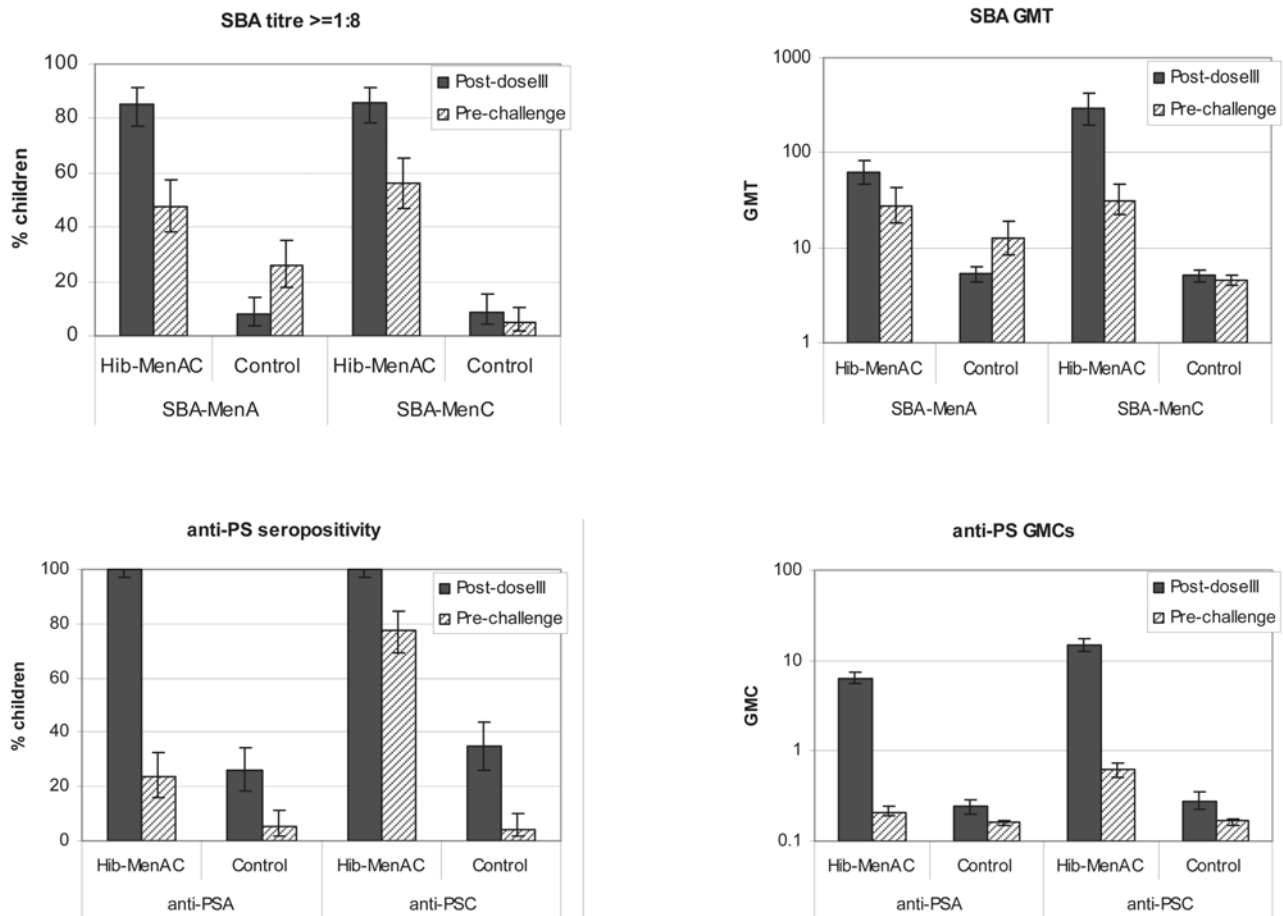 SBA titre >=1:8
100
80
60
40
20
0
% children
Post-doseIII
Pre-challenge
Hib-MenAC Control Hib-MenAC Control
SBA-MenA SBA-MenC
SBA GMT
1000
100
10
1
GMT
Post-doseIII
Pre-challenge
Hib-MenAC Control Hib-MenAC Control
SBA-MenA SBA-MenC
anti-PS seropositivity
100
80
60
40
20
0
% children
Post-doseIII
Pre-challenge
Hib-MenAC Control Hib-MenAC Control
anti-PSA anti-PSC
anti-PS GMCs
100
10
1
0.1
GMC
Post-doseIII
Pre-challenge
Hib-MenAC Control Hib-MenAC Control
anti-PSA anti-PSC